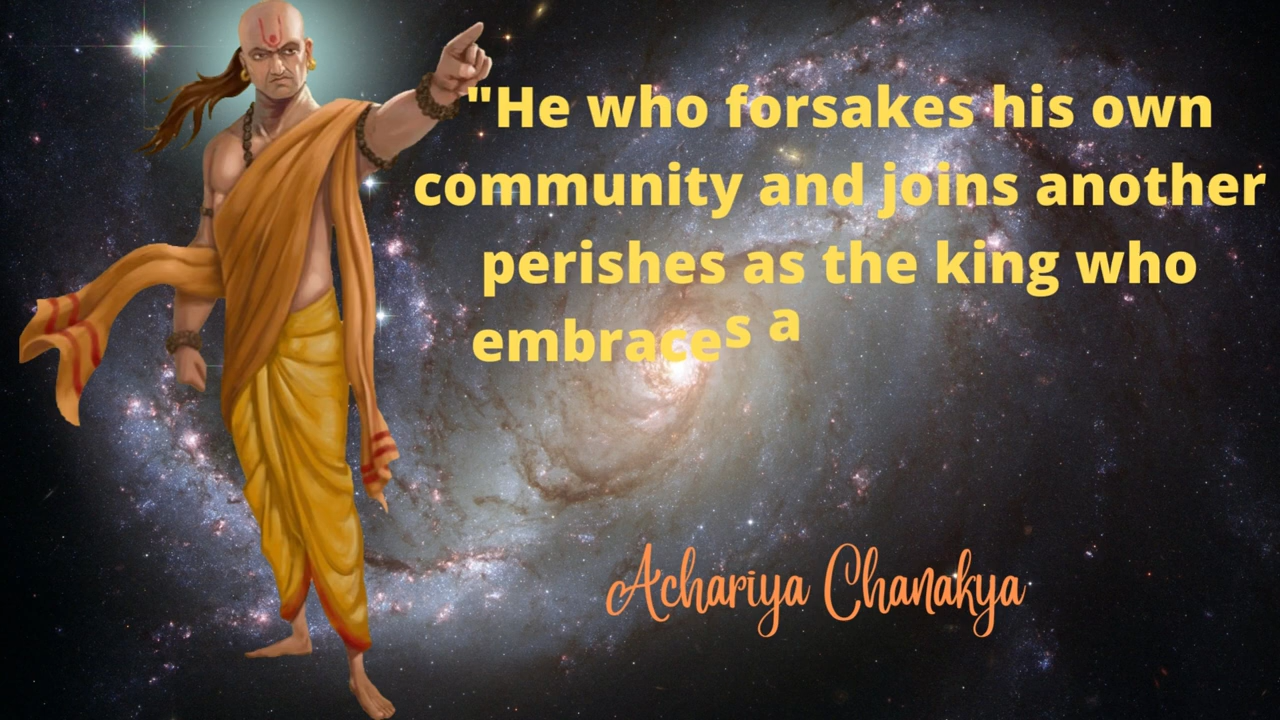 "He who forsakes his own
community and joins another
perishes as the king who
embraces a
Achariya Chanakya